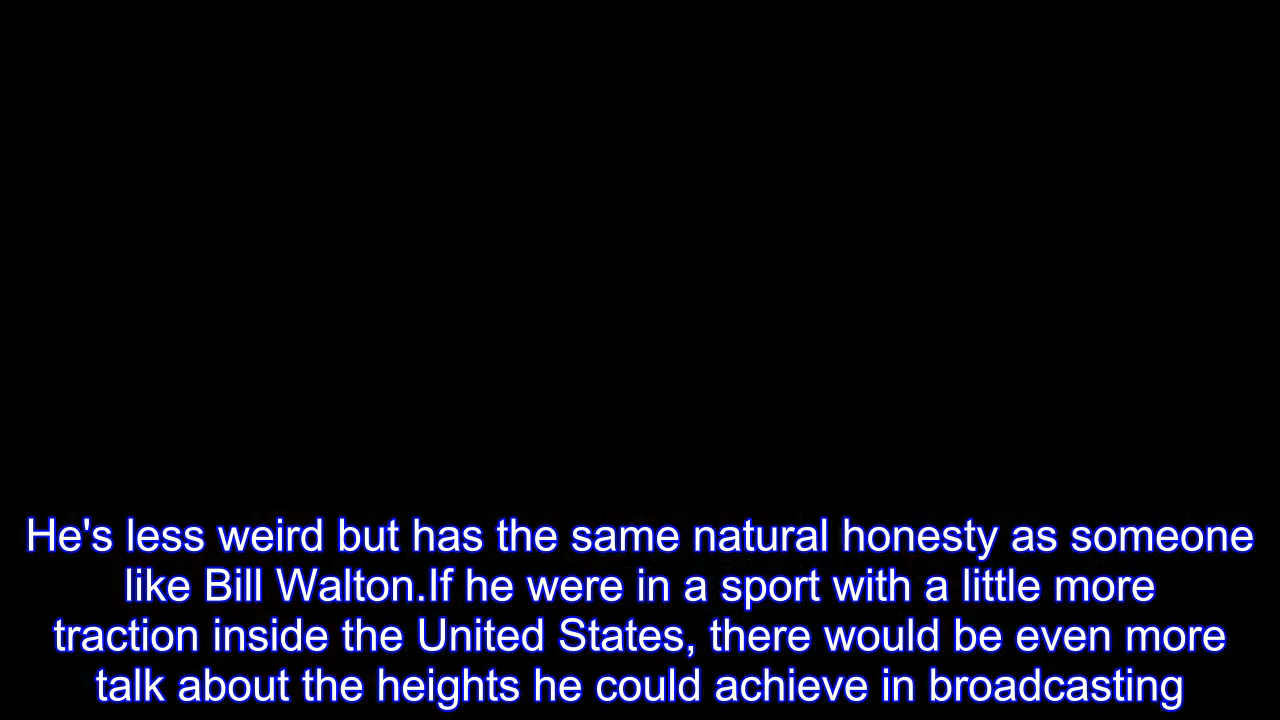 He's less weird but has the same natural honesty as someone
like Bill Walton.If he were in a sport with a little more
traction inside the United States, there would be even more
talk about the heights he could achieve in broadcasting